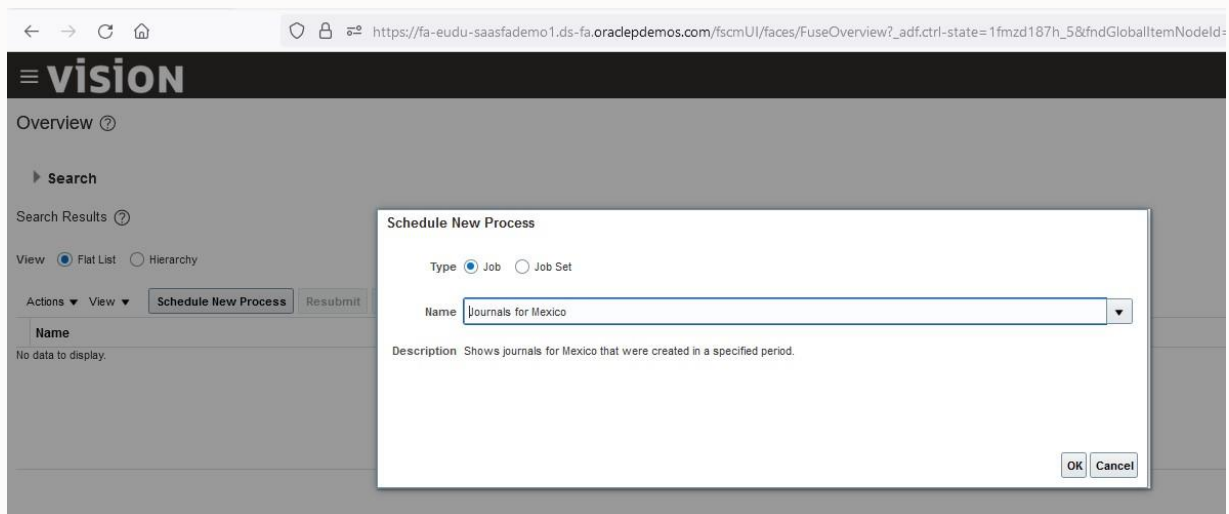 https://fa-eudu-saasfademo1.ds-fa.oraclepdemos.com/fscmUI/faces/FuseOverview?_adf.ctrl-state=1fmzd187h_5&fndGlobalItemNodeId=
vision
Overview
Search
Search Results
View Flat List Hierarchy
Actions View Schedule New Process Resubmit
Name
No data to display.
Schedule New Process
Type Job Job Set
Name Journals for Mexico
Description Shows journals for Mexico that were created in a specified period.
OK Cancel